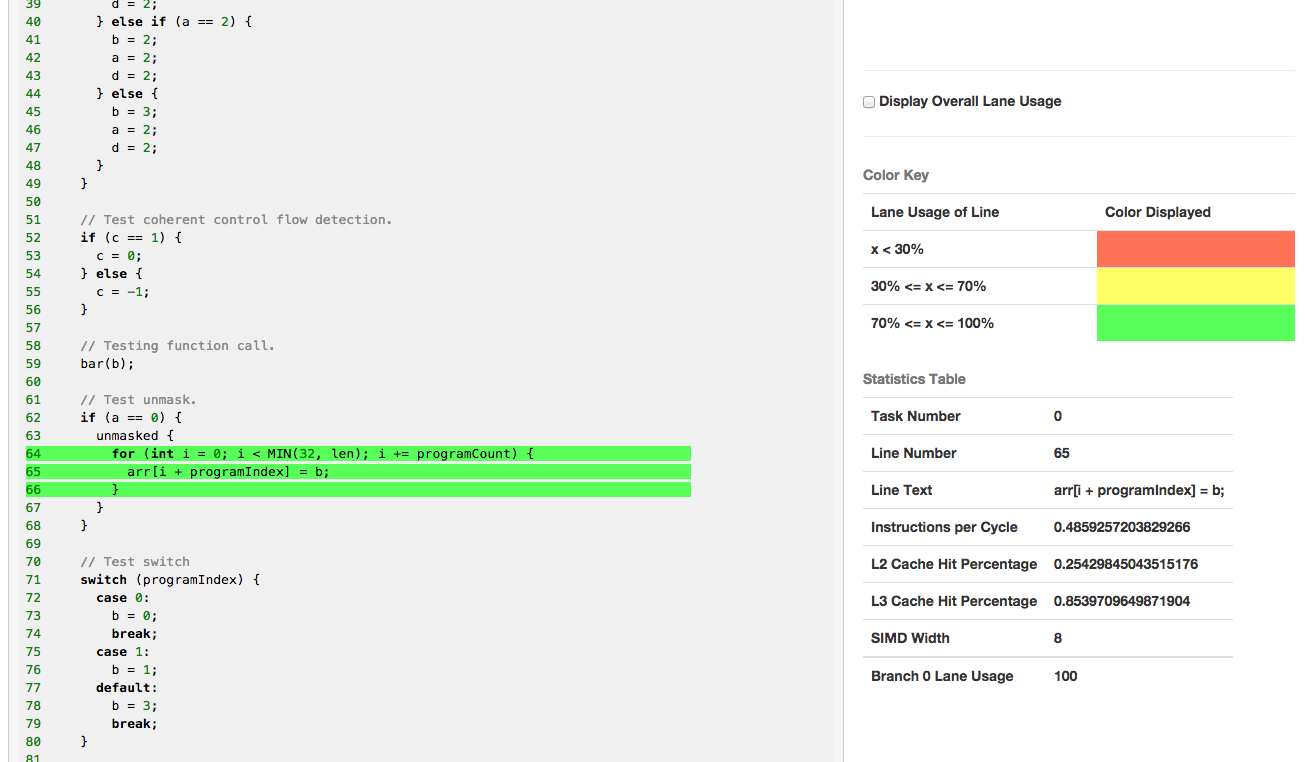 39           d = 2;
40         } else if (a == 2) {
41           b = 2;
42           a = 2;
43           d = 2;
44         } else {
45           b = 3;
46           a = 2;
47           d = 2;
48         }
49       }
50
51       // Test coherent control flow detection.
52       if (c == 1) {
53         c = 0;
54       } else {
55         c = -1;
56       }
57
58       // Testing function call.
59       bar(b);
60
61       // Test unmask.
62       if (a == 0) {
63         unmasked {
64           for (int i = 0; i < MIN(32, len); i += programCount) {
65             arr[i + programIndex] = b;
66           }
67         }
68       }
69
70       // Test switch
71       switch (programIndex) {
72         case 0:
73           b = 0;
74           break;
75         case 1:
76           b = 1;
77         default:
78           b = 3;
79           break;
80       }
81
Display Overall Lane Usage
Color Key
Lane Usage of Line    Color Displayed
x < 30%
30% <= x <= 70%
70% <= x <= 100%
Statistics Table
Task Number    0
Line Number    65
Line Text    arr[i + programIndex] = b;
Instructions per Cycle    0.4859257203829266
L2 Cache Hit Percentage    0.25429845043515176
L3 Cache Hit Percentage    0.8539709649871904
SIMD Width    8
Branch 0 Lane Usage    100